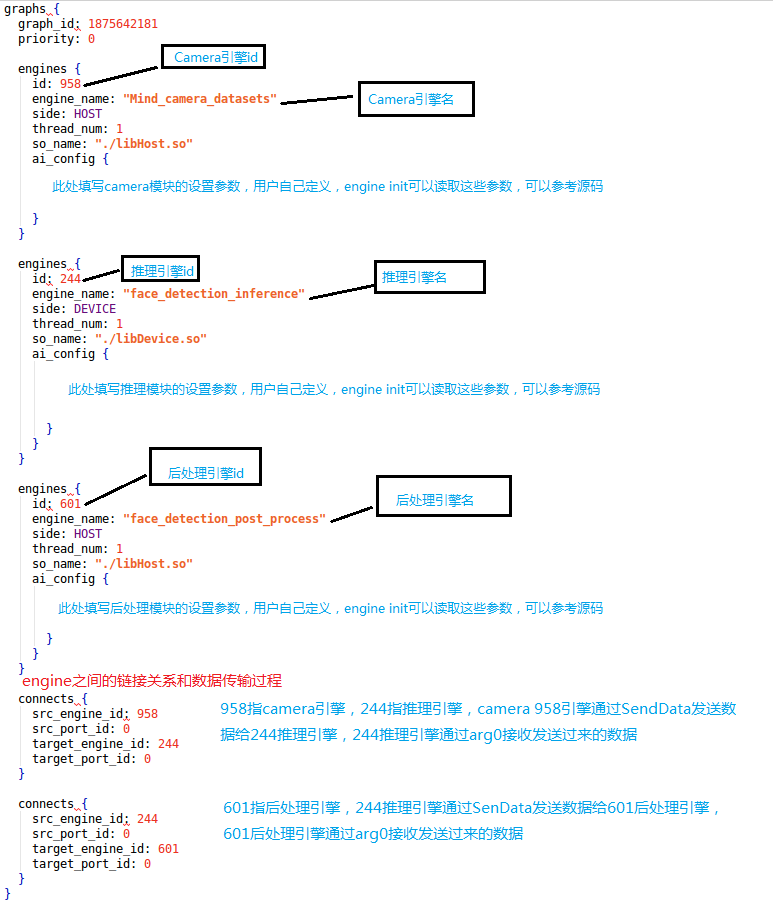 graphs {
graph_id: 1875642181
priority: 0
Camera引擎id
engines {
id: 958
engine_name: "Mind_camera_datasets"
Camera引擎名
side: HOST
thread_num: 1
so_name: "./libHost.so"
ai_config {
此处填写camera模块的设置参数，用户自己定义，engine init可以读取这些参数，可以参考源码
}
}
engines {
推理引擎id
id: 244
推理引擎名
engine_name: "face_detection_inference"
side: DEVICE
thread_num: 1
so_name: "./libDevice.so"
ai_config {
此处填写推理模块的设置参数，用户自己定义，engine init可以读取这些参数，可以参考源码
}
}
}
后处理引擎id
engines {
id: 601
后处理引擎名
engine_name: "face_detection_post_process"
side: HOST
thread_num: 1
so_name: "./libHost.so"
ai_config {
此处填写后处理模块的设置参数，用户自己定义，engine init可以读取这些参数，可以参考源码
}
}
}
engine之间的链接关系和数据传输过程
connects {
src_engine_id: 958
src_port_id: 0
target_engine_id: 244
target_port_id: 0
}
958指camera引擎，244指推理引擎，camera 958引擎通过SendData发送数
据给244推理引擎，244推理引擎通过arg0接收发送过来的数据
connects {
src_engine_id: 244
src_port_id: 0
target_engine_id: 601
target_port_id: 0
}
}
601指后处理引擎，244推理引擎通过SenData发送数据给601后处理引擎，
601后处理引擎通过arg0接收发送过来的数据